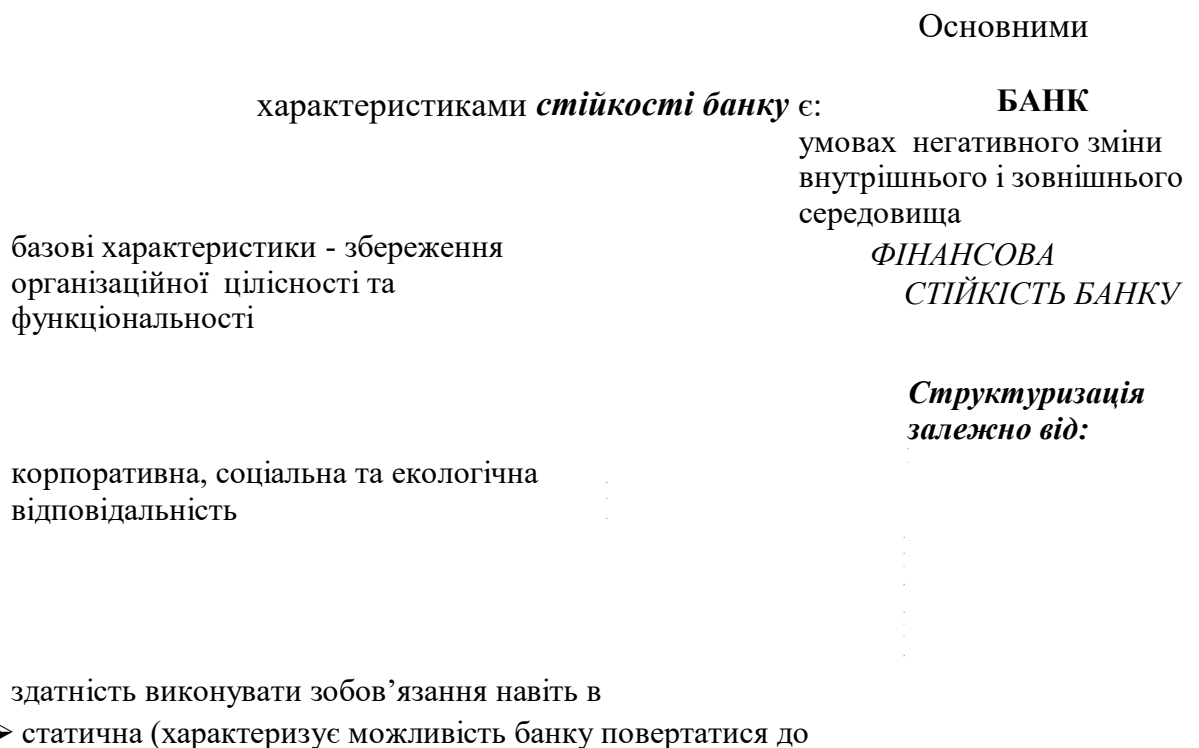 Основними
характеристиками стійкості банку є:
БАНК
умовах негативного зміни
внутрішнього і зовнішнього
середовища
базові характеристики - збереження
організаційної цілісності та
функціональності
ФІНАНСОВА
СТІЙКІСТЬ БАНКУ
Структуризація
залежно від:
корпоративна, соціальна та екологічна
відповідальність
здатність виконувати зобов’язання навіть в
➢ статична (характеризує можливість банку повертатися до